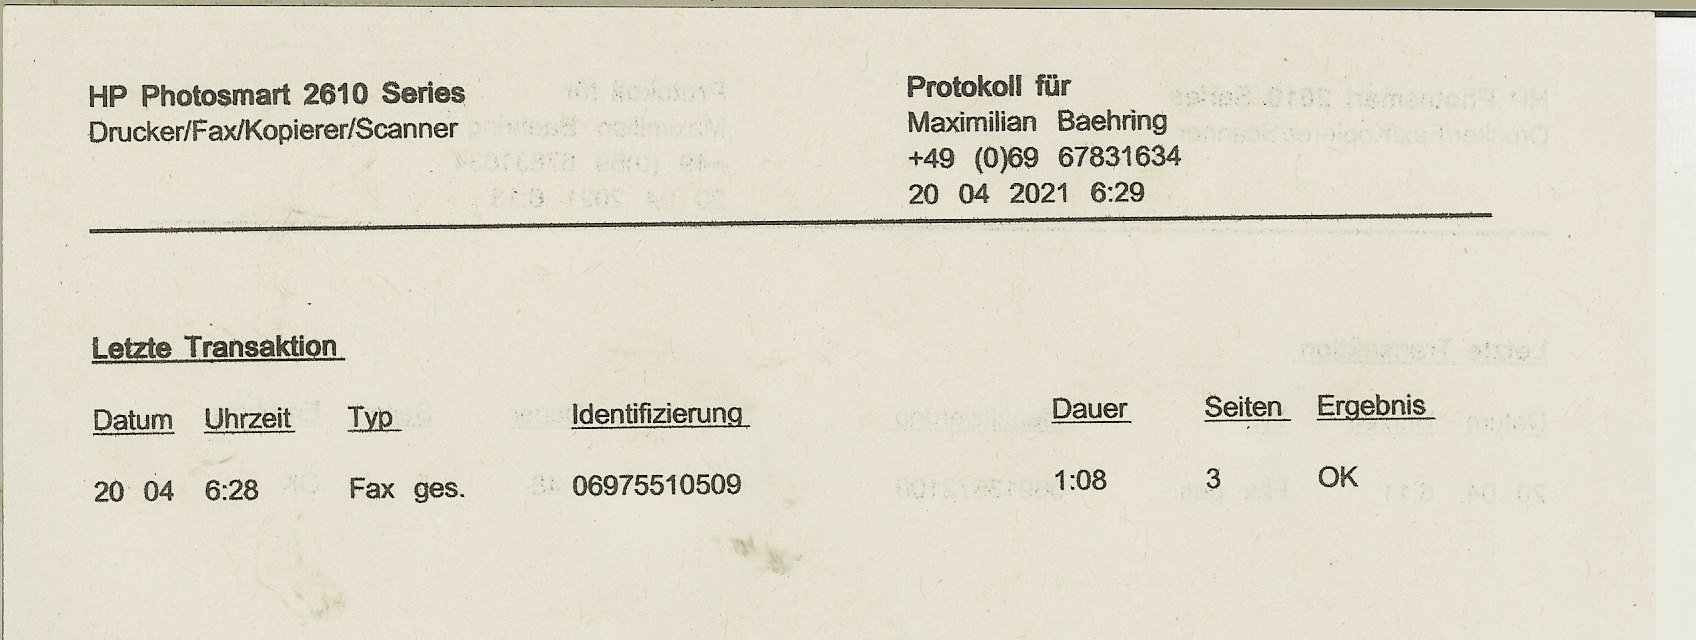 HP Photosmart 2610 Series
Drucker/Fax/Kopierer/Scanner
Protokoll für
Maximilian Baehring
+49 (0)69 67831634
20 04 2021 6:29
Letzte Transaktion
Datum Uhrzeit Typ Identifizierung Dauer Seiten Ergebnis
20 04 6:28 Fax ges. 06975510509 1:08 3 OK